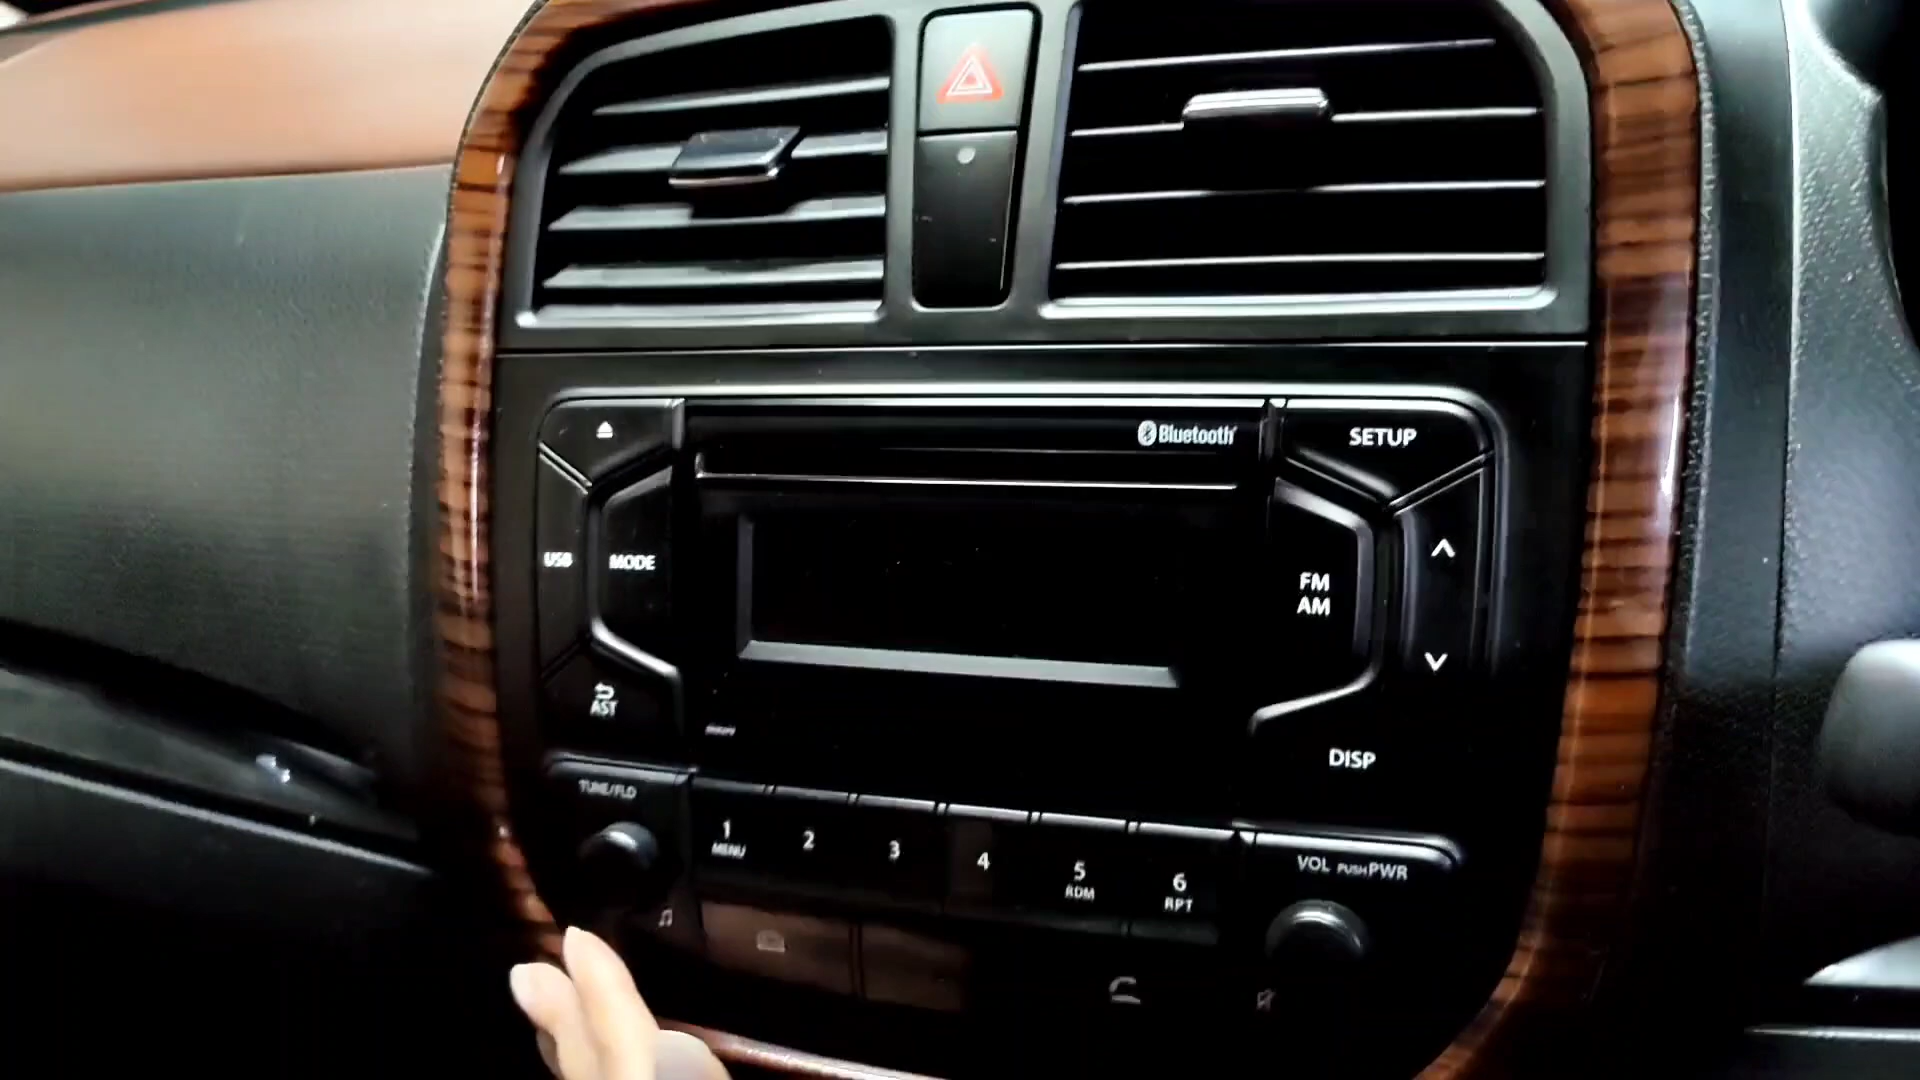 Bluetooth
SETUP
USB
MODE
FM
AM
AST
DISP
TUNE/FLD
1
MENU
2
3
4
5
RDM
6
RPT
VOL PUSH PWR